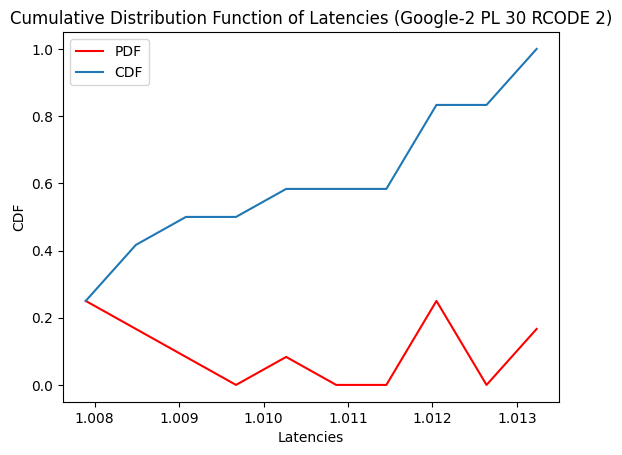 Cumulative Distribution Function of Latencies (Google-2 PL 30 RCODE 2)
PDF
CDF
1.0
0.8
0.6
0.4
0.2
0.0
CDF
1.008 1.009 1.010 1.011 1.012 1.013
Latencies